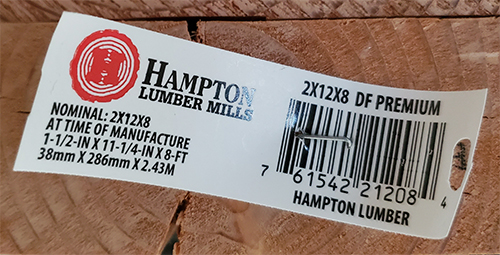 HAMPTON
LUMBER MILLS
NOMINAL: 2X12X8
AT TIME OF MANUFACTURE
1-1/2-IN X 11-1/4-IN X 8-FT
38mm X 286mm X 2.43M
2X12X8 DF PREMIUM
7 61542 21208 4
HAMPTON LUMBER